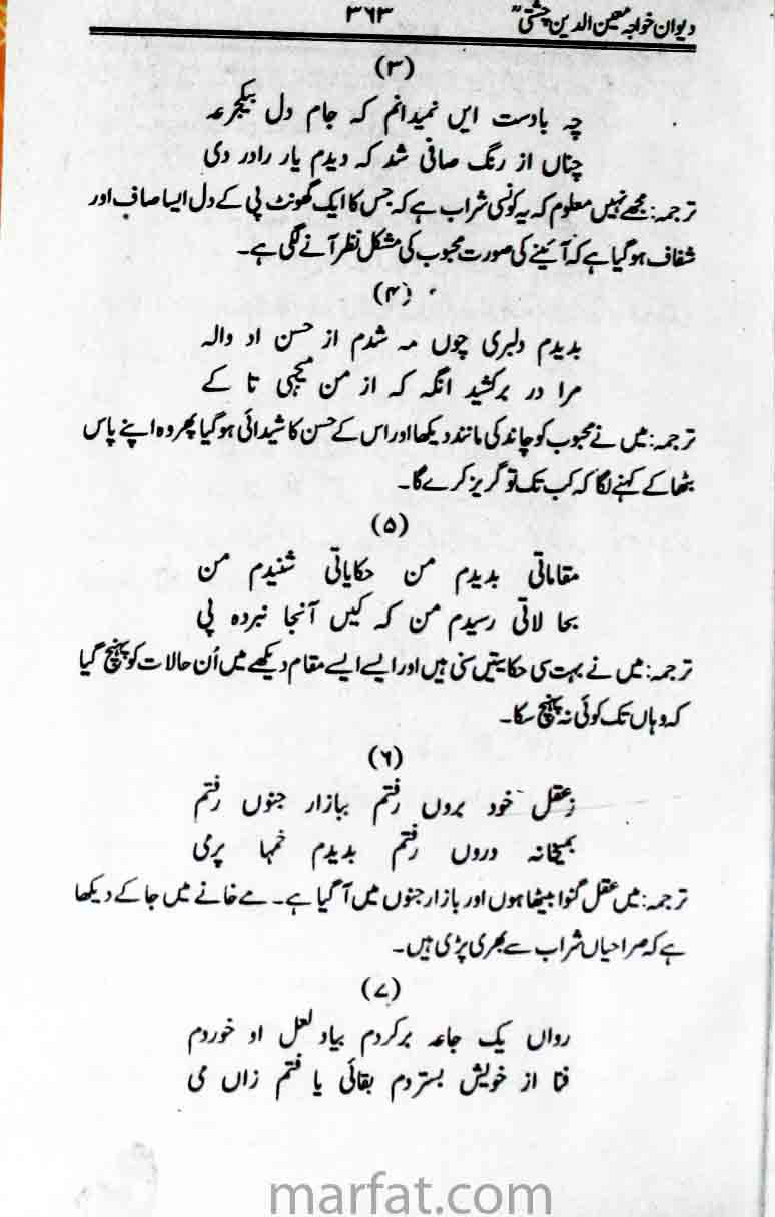 دیوان خواجہ معین الدین چشتیؒ ۳۶۳
(۳)
چہ بادست ایں نمیدانم کہ جام دل بیکجرعہ
چناں از رنگ صافی شد کہ دیدم یار رادر دی
ترجمہ: مجھے نہیں معلوم کہ یہ کونسی شراب ہے کہ جس کا ایک گھونٹ پی کے دل ایسا صاف اور
شفاف ہوگیا ہے کہ آئینے کی صورت محبوب کی مشکل نظر آنے لگی ہے۔
(۴)
بدیدم دلبری چوں مہ شدم از حسن اد والہ
مرا در برکشید انگہ کہ از من میجہی تا کے
ترجمہ: میں نے محبوب کو چاند کی مانند دیکھا اور اس کے حسن کا شیدائی ہوگیا پھر وہ اپنے پاس
بٹھا کے کہنے لگا کہ کب تک تو گریز کرے گا۔
(۵)
مقاماتی بدیدم من حکایاتی شنیدم من
بحا لاتی رسیدم من کہ کیں آنجا نبردہ پی
ترجمہ: میں نے بہت سی حکایتیں سنی ہیں اور ایسے ایسے مقام دیکھے میں اُن حالات کو پہنچ گیا
کہ وہاں تک کوئی نہ پہنچ سکا۔
(۶)
زعقل خود بروں رفتم ببازار جنوں رفتم
بمیخانہ دروں رفتم بدیدم خمہا پرمی
ترجمہ: میں عقل گنوا بیٹھا ہوں اور بازار جنوں میں آ گیا ہے۔ مے خانے میں جا کے دیکھا
ہے کہ صراحیاں شراب سے بھری پڑی ہیں۔
(۷)
رواں یک جامہ برکردم بیاد لعل او خوردم
فنا از خویش بستردم بقائی یا فتم زاں می
marfat.com